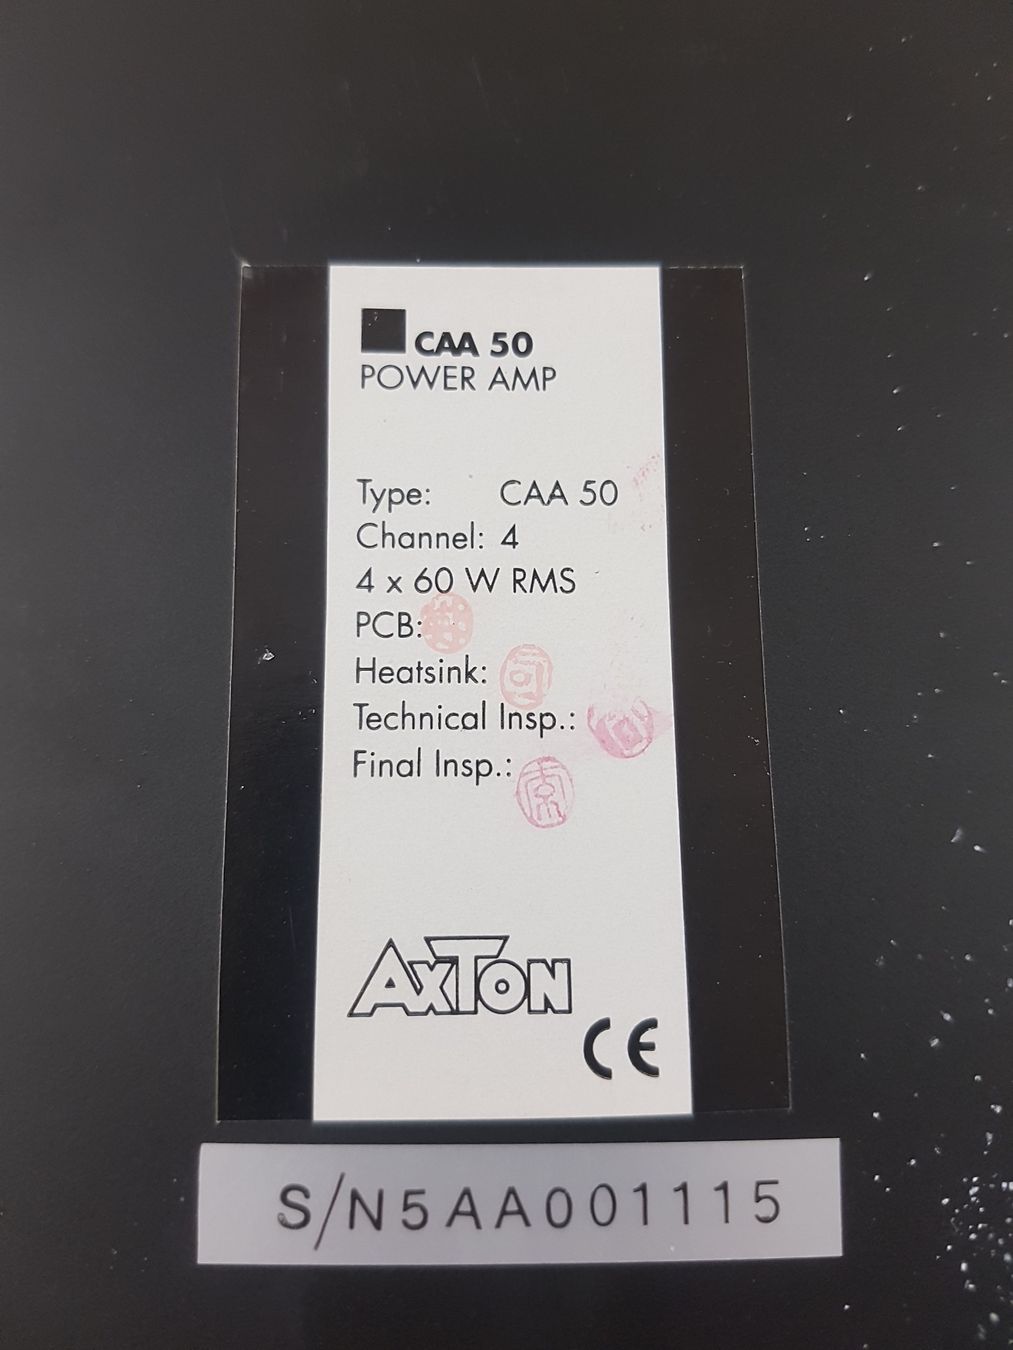 CAA 50
POWER AMP
Type: CAA 50
Channel: 4
4 x 60 W RMS
PCB:
Heatsink:
Technical Insp.:
Final Insp.:
AXTON
CE
S/N5AA001115